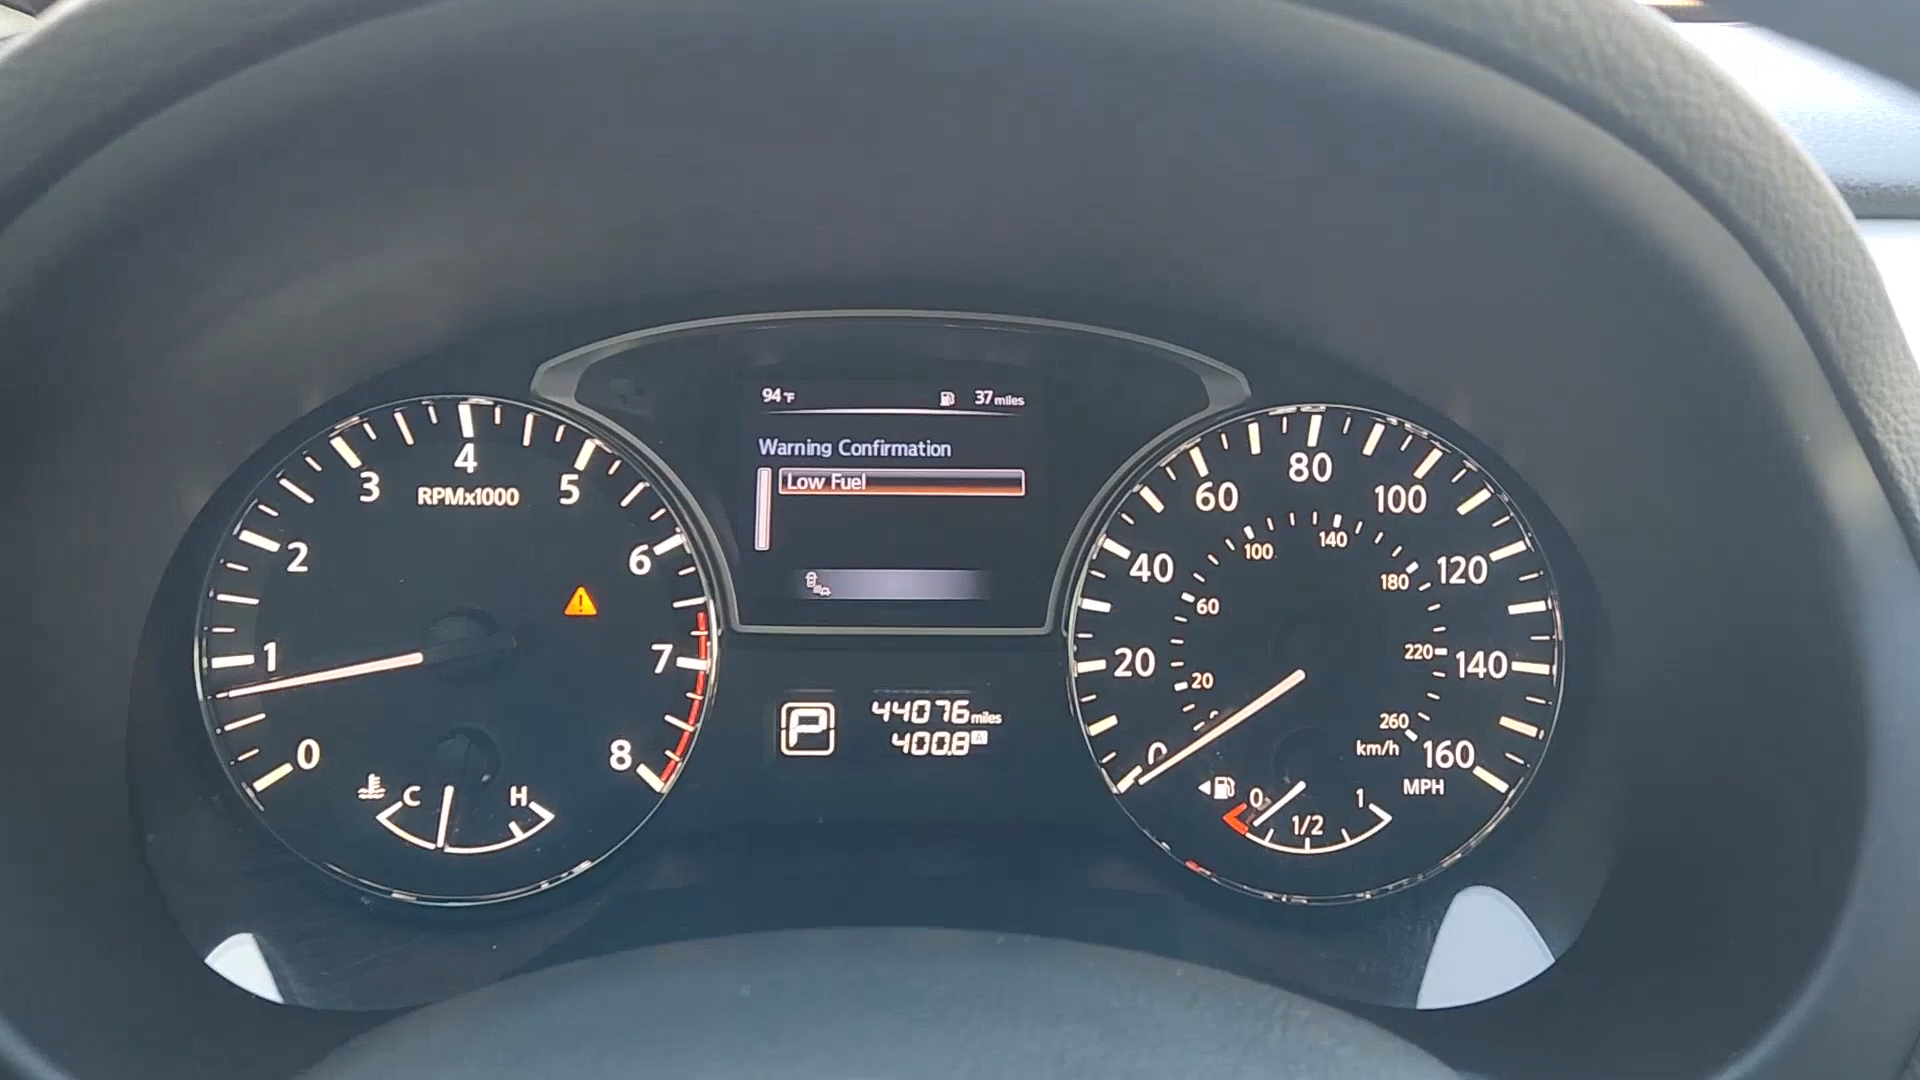 94°F 37 miles
Warning Confirmation
Low Fuel
0 1 2 3 4 5 6 7 8
RPMx1000
C H
P
44076 miles
400.8 A
0 20 40 60 80 100 120 140 160
MPH
20 60 100 140 180 220 260
km/h
0 1/2 1